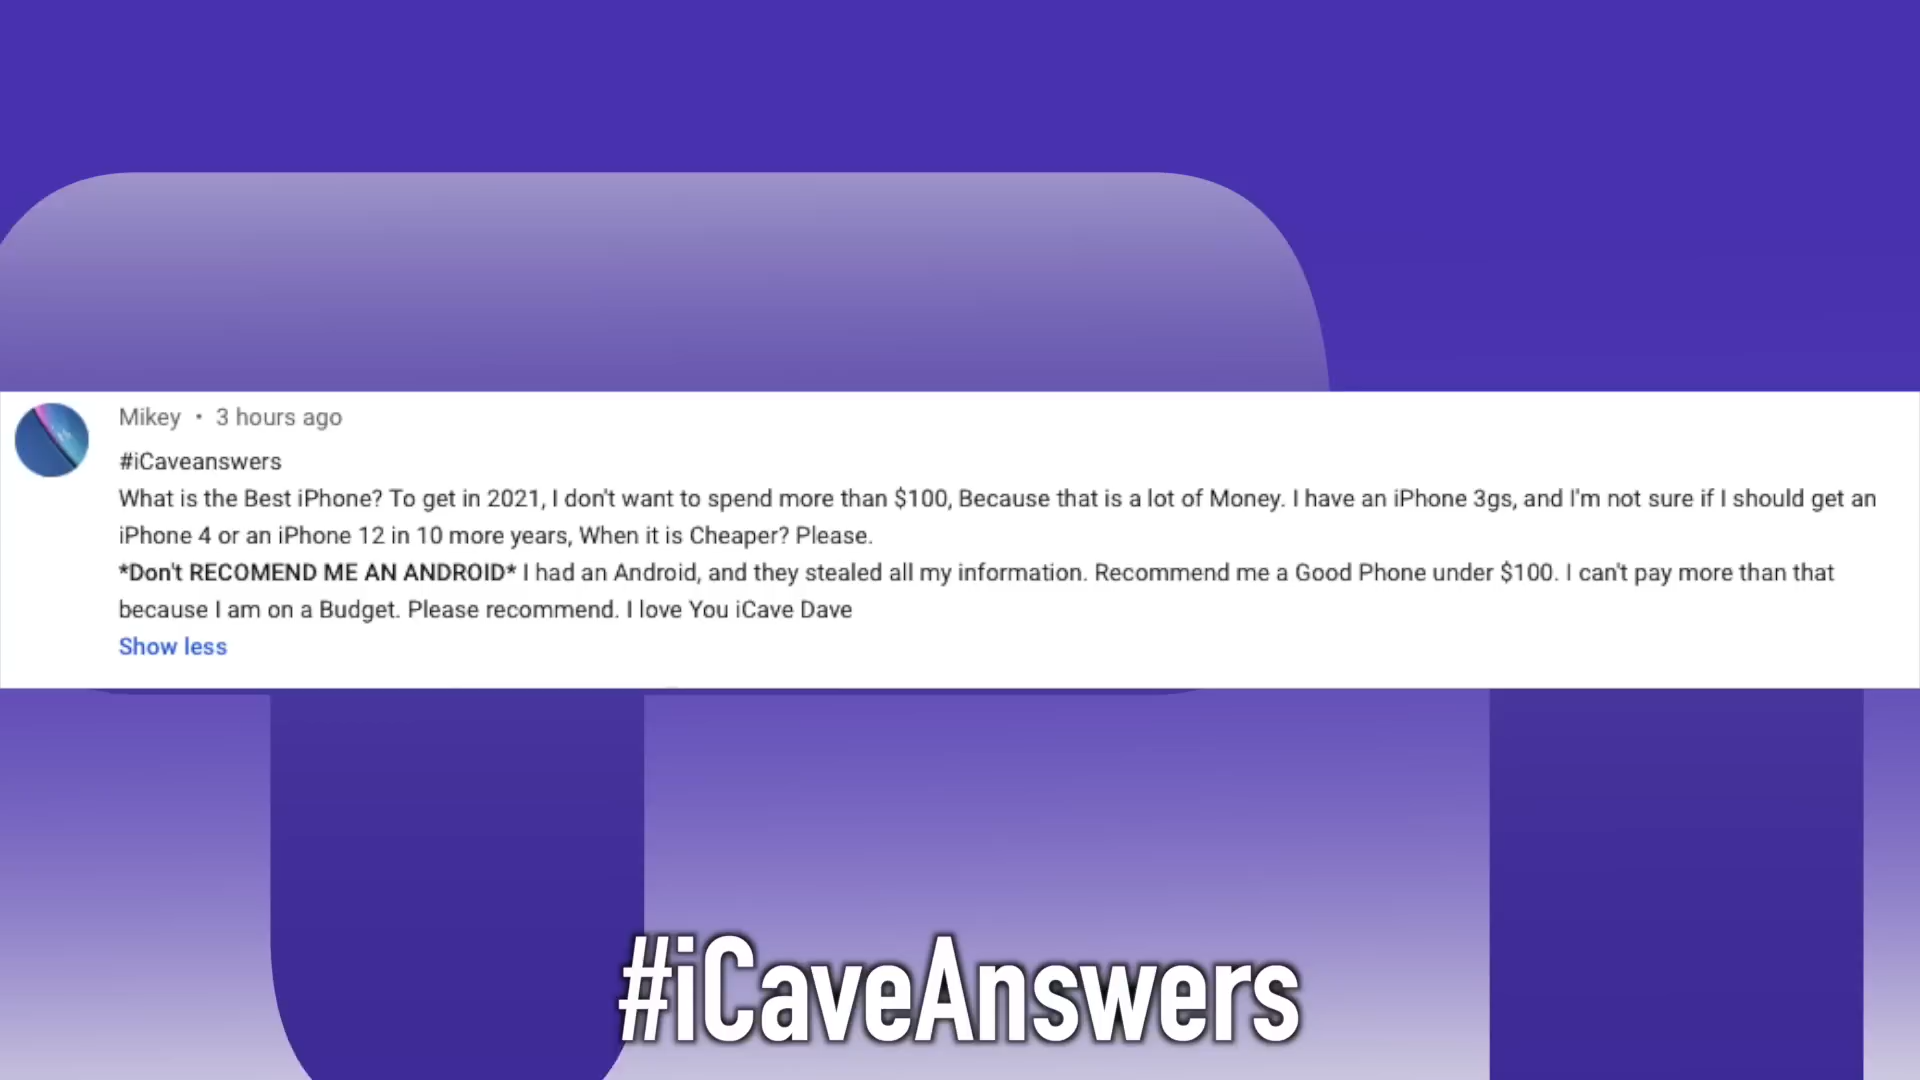 Mikey • 3 hours ago
#iCaveanswers
What is the Best iPhone? To get in 2021, I don't want to spend more than $100, Because that is a lot of Money. I have an iPhone 3gs, and I'm not sure if I should get an
iPhone 4 or an iPhone 12 in 10 more years, When it is Cheaper? Please.
*Don't RECOMEND ME AN ANDROID* I had an Android, and they stealed all my information. Recommend me a Good Phone under $100. I can't pay more than that
because I am on a Budget. Please recommend. I love You iCave Dave
Show less
#iCaveAnswers